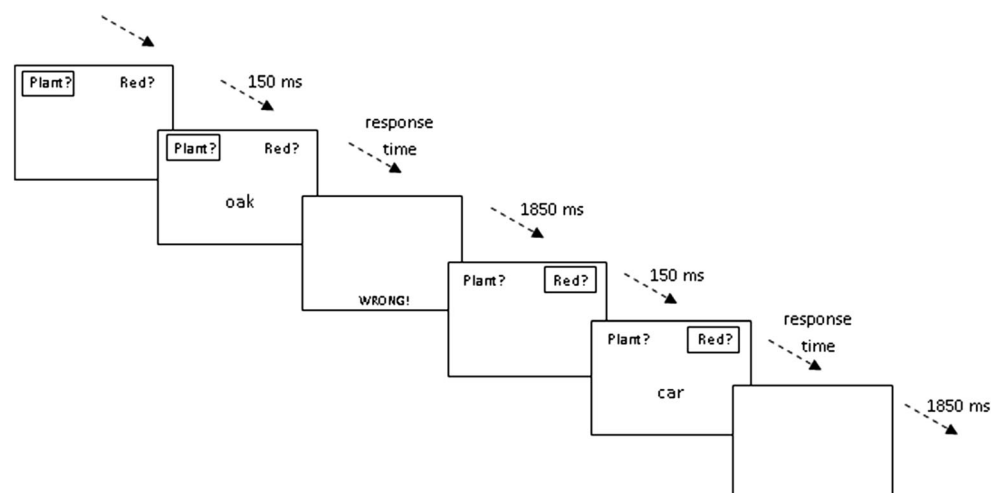 Plant? Red?
150 ms
Plant? Red?
oak
response
time
WRONG!
1850 ms
Plant? Red?
150 ms
Plant? Red?
car
response
time
1850 ms